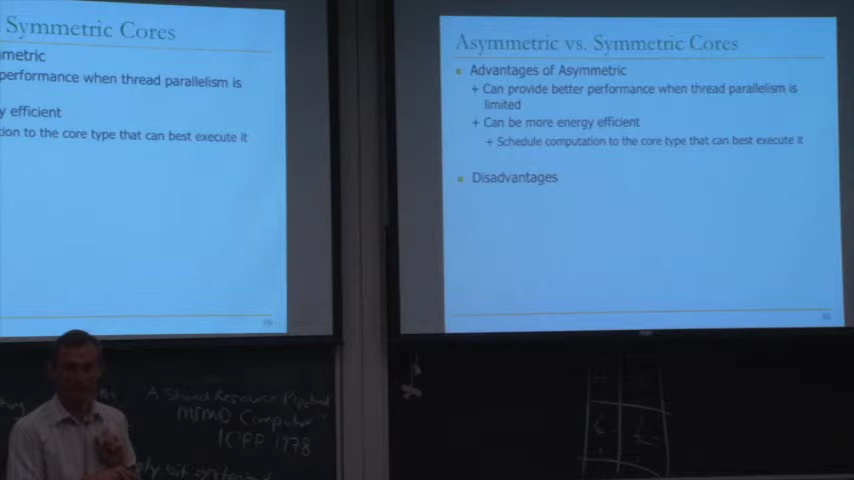 Symmetric Cores
metric
performance when thread parallelism is
y efficient
tion to the core type that can best execute it
Asymmetric vs. Symmetric Cores
Advantages of Asymmetric
+ Can provide better performance when thread parallelism is
limited
+ Can be more energy efficient
+ Schedule computation to the core type that can best execute it
Disadvantages
MIMD Computer"
ICPP 1978